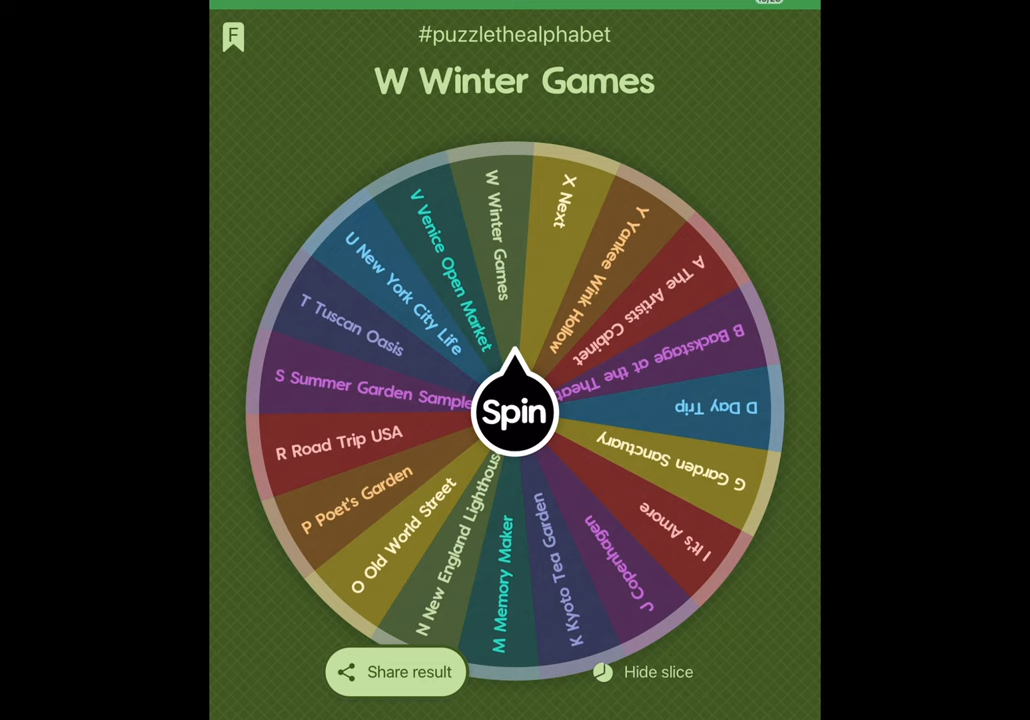 F
#puzzlethealphabet
W Winter Games
W Winter Games
X Next
Y Yankee Wink Hollow
A The Artists Cabinet
B Backstage at the Theat
D Day Trip
G Garden Sanctuary
I It's Amore
J Copenhagen
K Kyoto Tea Garden
M Memory Maker
N New England Lighthous
O Old World Street
P Poet's Garden
R Road Trip USA
S Summer Garden Sample
T Tuscan Oasis
U New York City Life
V Venice Open Market
Spin
Share result
Hide slice